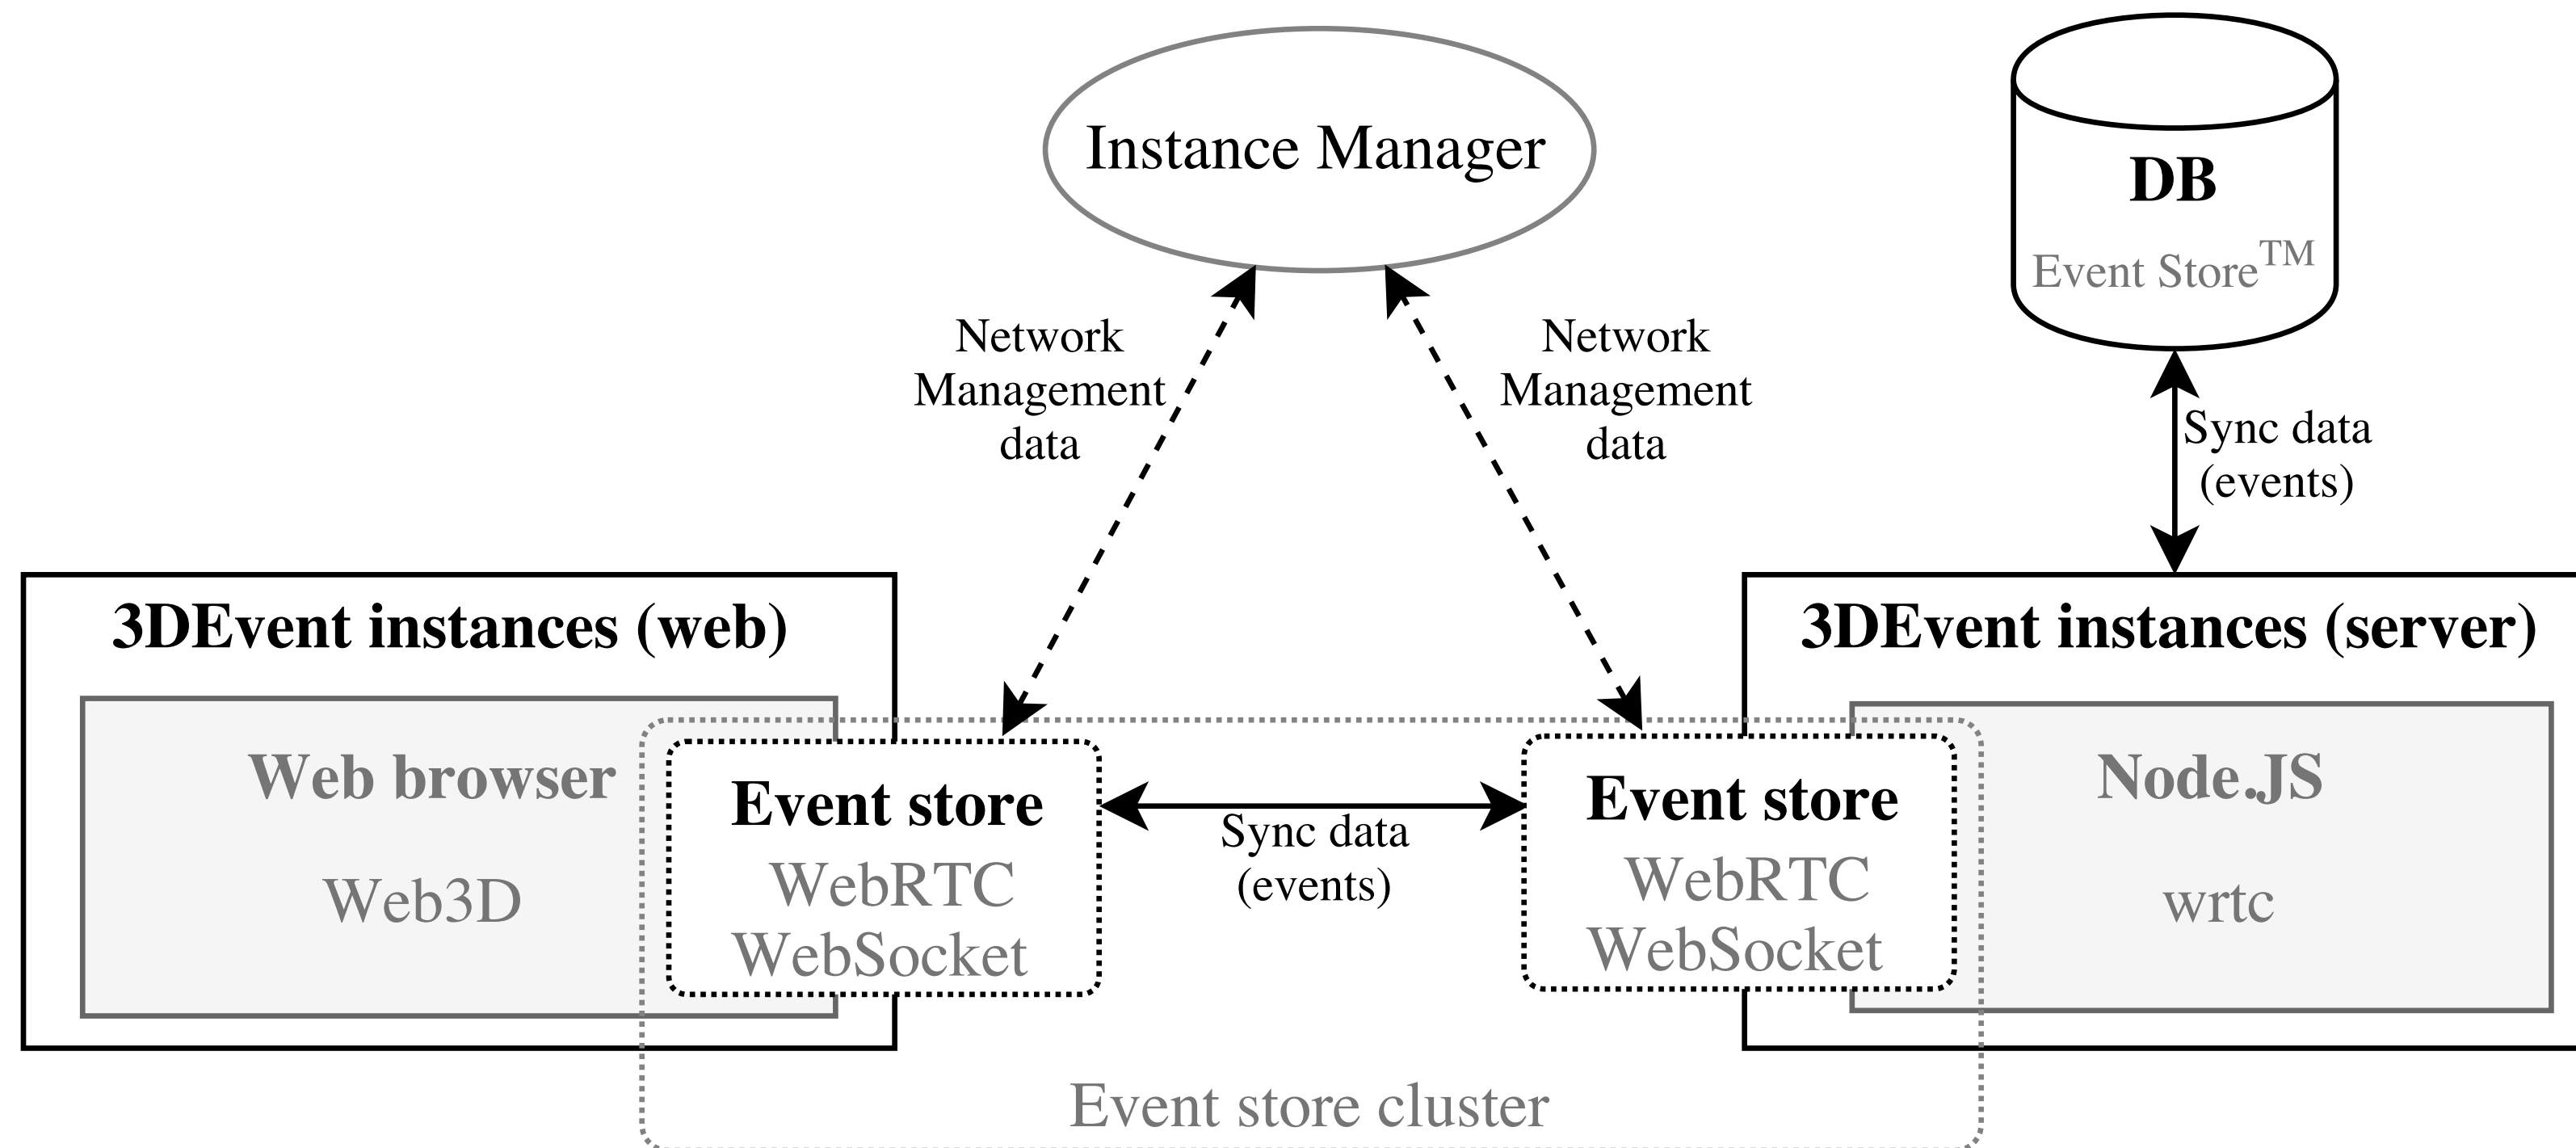 Instance Manager
DB
Event Store™
Network
Management
data
Network
Management
data
Sync data
(events)
3DEvent instances (web)
Web browser
Web3D
Event store
WebRTC
WebSocket
Sync data
(events)
3DEvent instances (server)
Event store
WebRTC
WebSocket
Node.JS
wrtc
Event store cluster